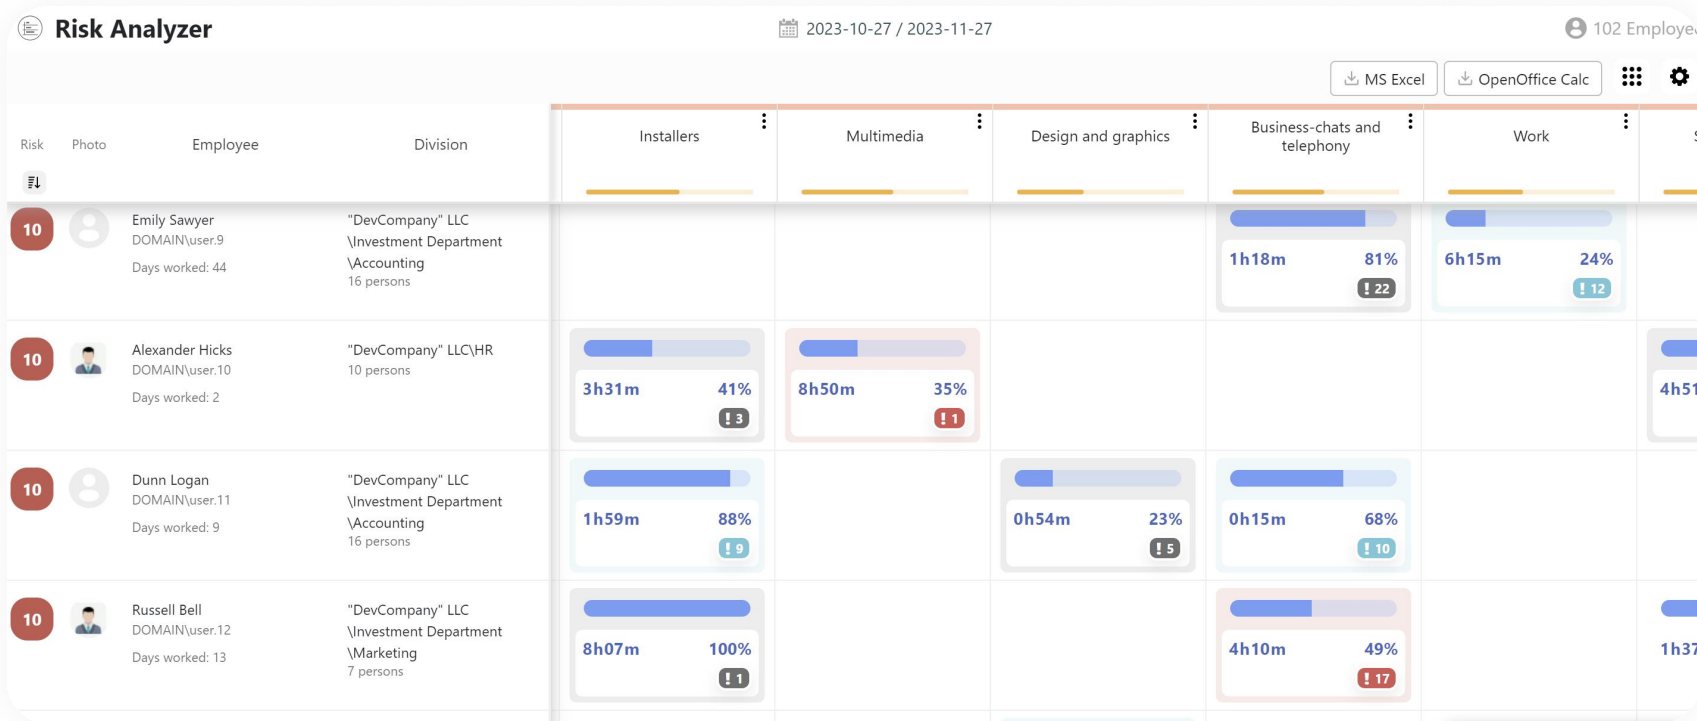 Risk Analyzer
2023-10-27 / 2023-11-27
102 Employe
MS Excel
OpenOffice Calc
Risk
Photo
Employee
Division
Installers
Multimedia
Design and graphics
Business-chats and
telephony
Work
S
10
Emily Sawyer
DOMAIN\user.9
Days worked: 44
"DevCompany" LLC
\Investment Department
\Accounting
16 persons
1h18m 81%
! 22
6h15m 24%
! 12
10
Alexander Hicks
DOMAIN\user.10
Days worked: 2
"DevCompany" LLC\HR
10 persons
3h31m 41%
! 3
8h50m 35%
! 1
4h51
10
Dunn Logan
DOMAIN\user.11
Days worked: 9
"DevCompany" LLC
\Investment Department
\Accounting
16 persons
1h59m 88%
! 9
0h54m 23%
! 5
0h15m 68%
! 10
10
Russell Bell
DOMAIN\user.12
Days worked: 13
"DevCompany" LLC
\Investment Department
\Marketing
7 persons
8h07m 100%
! 1
4h10m 49%
! 17
1h37